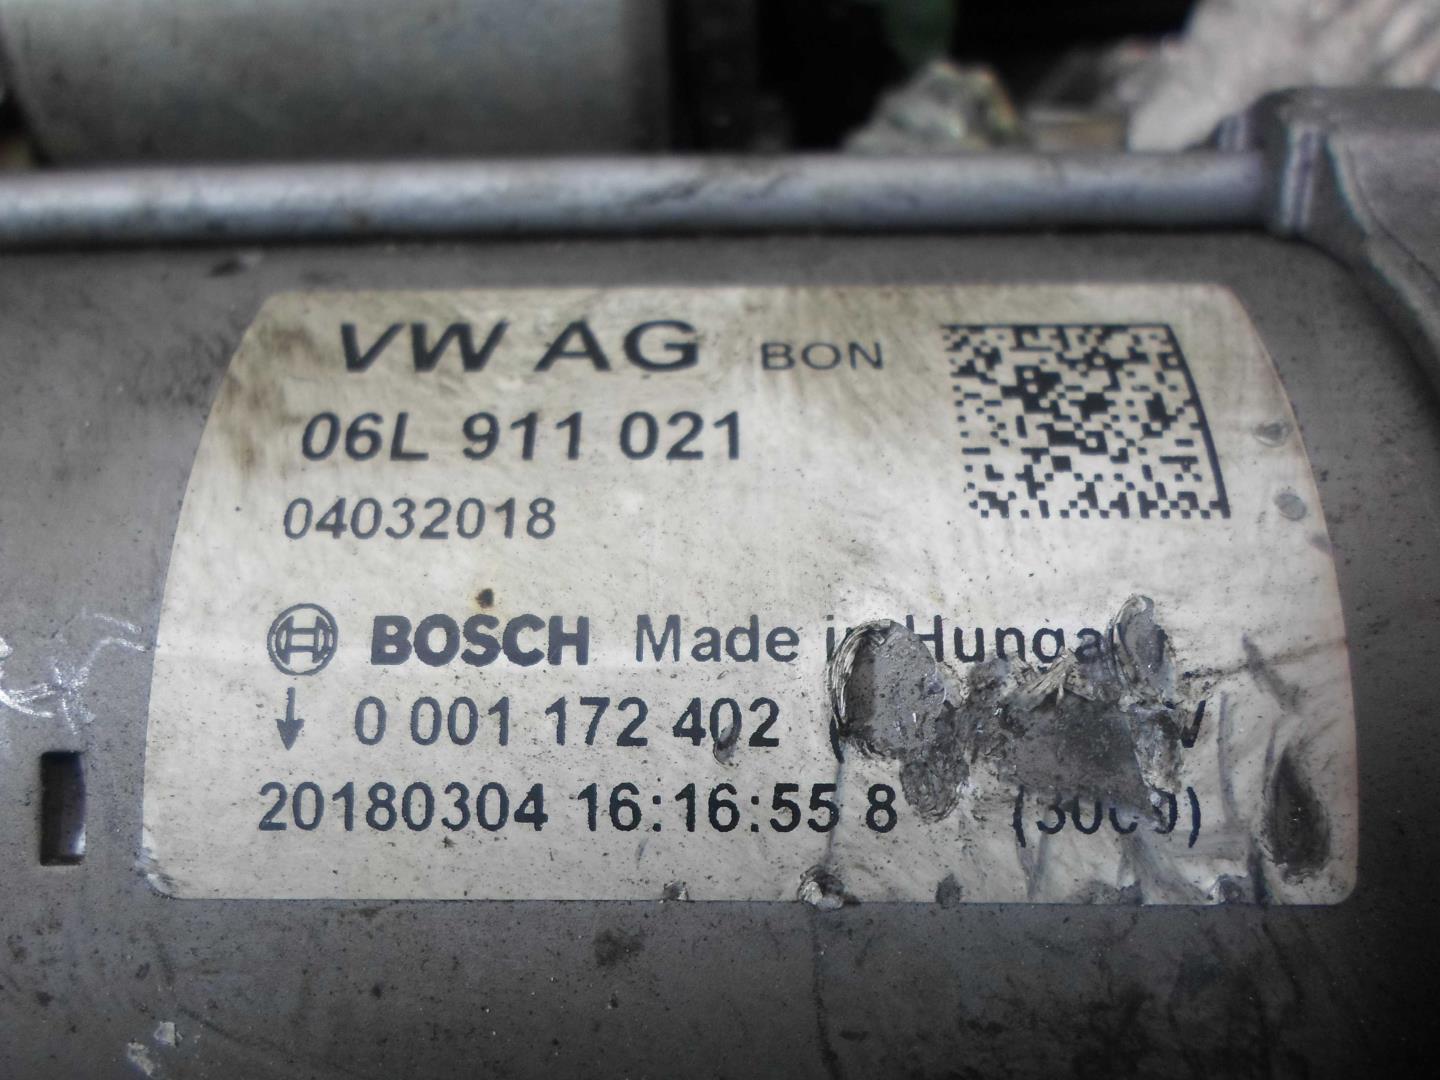 VW AG BON
06L 911 021
04032018
BOSCH Made in Hungary
↓ 0 001 172 402 (
20180304 16:16:55 8